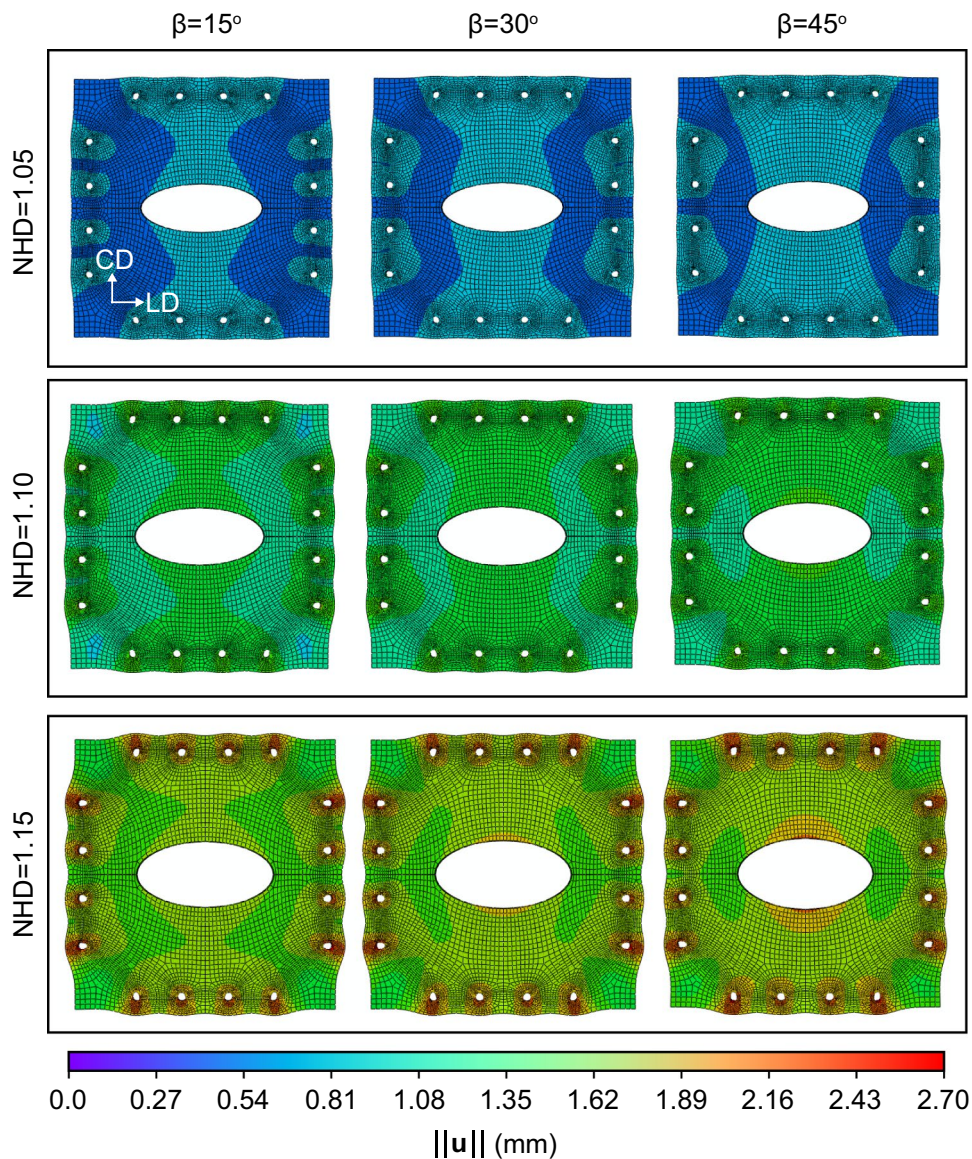 β=15° β=30° β=45°
NHD=1.05
CD
LD
NHD=1.10
NHD=1.15
0.0 0.27 0.54 0.81 1.08 1.35 1.62 1.89 2.16 2.43 2.70
||u|| (mm)